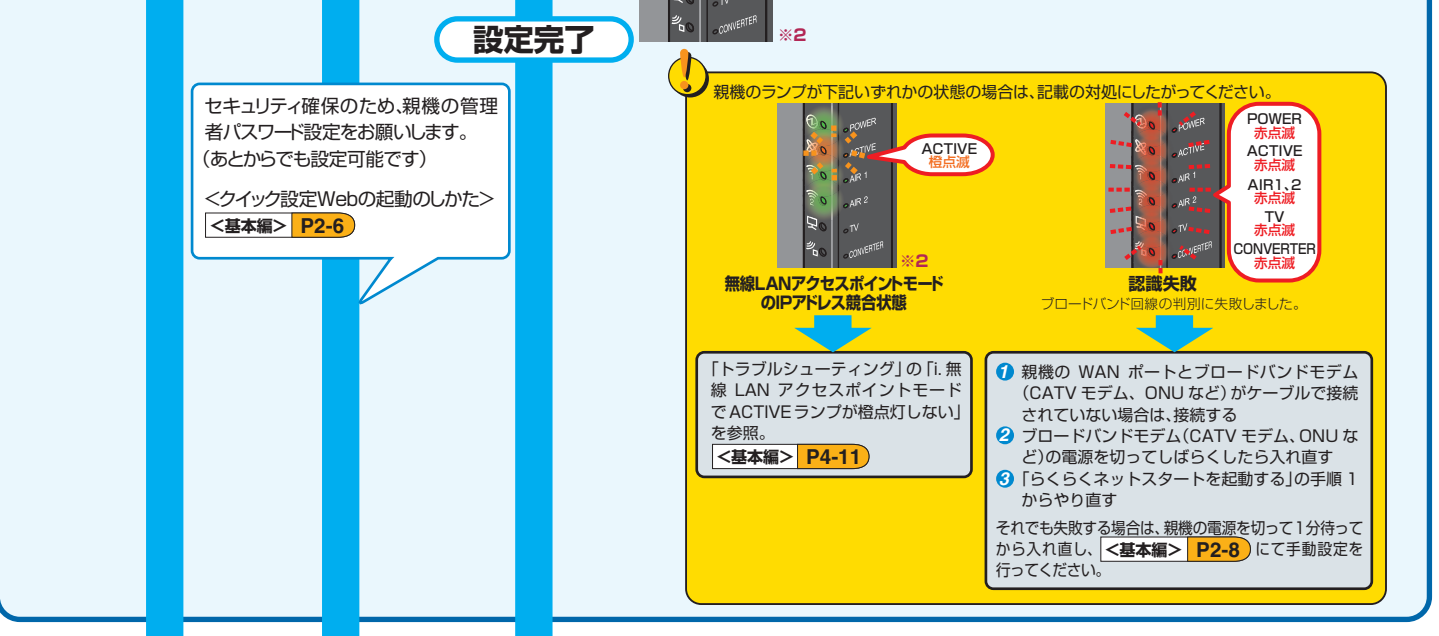 TV
CONVERTER
※2
設定完了
セキュリティ確保のため、親機の管理
者パスワード設定をお願いします。
(あとからでも設定可能です)
<クイック設定Webの起動のしかた>
<基本編> P2-6
親機のランプが下記いずれかの状態の場合は、記載の対処にしたがってください。
POWER
ACTIVE
AIR 1
AIR 2
TV
CONVERTER
ACTIVE
橙点滅
※2
無線LANアクセスポイントモード
のIPアドレス競合状態
「トラブルシューティング」の「i. 無
線 LAN アクセスポイントモード
で ACTIVE ランプが橙点灯しない」
を参照。
<基本編> P4-11
POWER
ACTIVE
AIR 1
AIR 2
TV
CONVERTER
POWER
赤点滅
ACTIVE
赤点滅
AIR1、2
赤点滅
TV
赤点滅
CONVERTER
赤点滅
認識失敗
ブロードバンド回線の判別に失敗しました。
1 親機の WAN ポートとブロードバンドモデム
(CATV モデム、ONU など)がケーブルで接続
されていない場合は、接続する
2 ブロードバンドモデム(CATV モデム、ONU な
ど)の電源を切ってしばらくしたら入れ直す
3 「らくらくネットスタートを起動する」の手順 1
からやり直す
それでも失敗する場合は、親機の電源を切って1分待って
から入れ直し、<基本編> P2-8 にて手動設定を
行ってください。